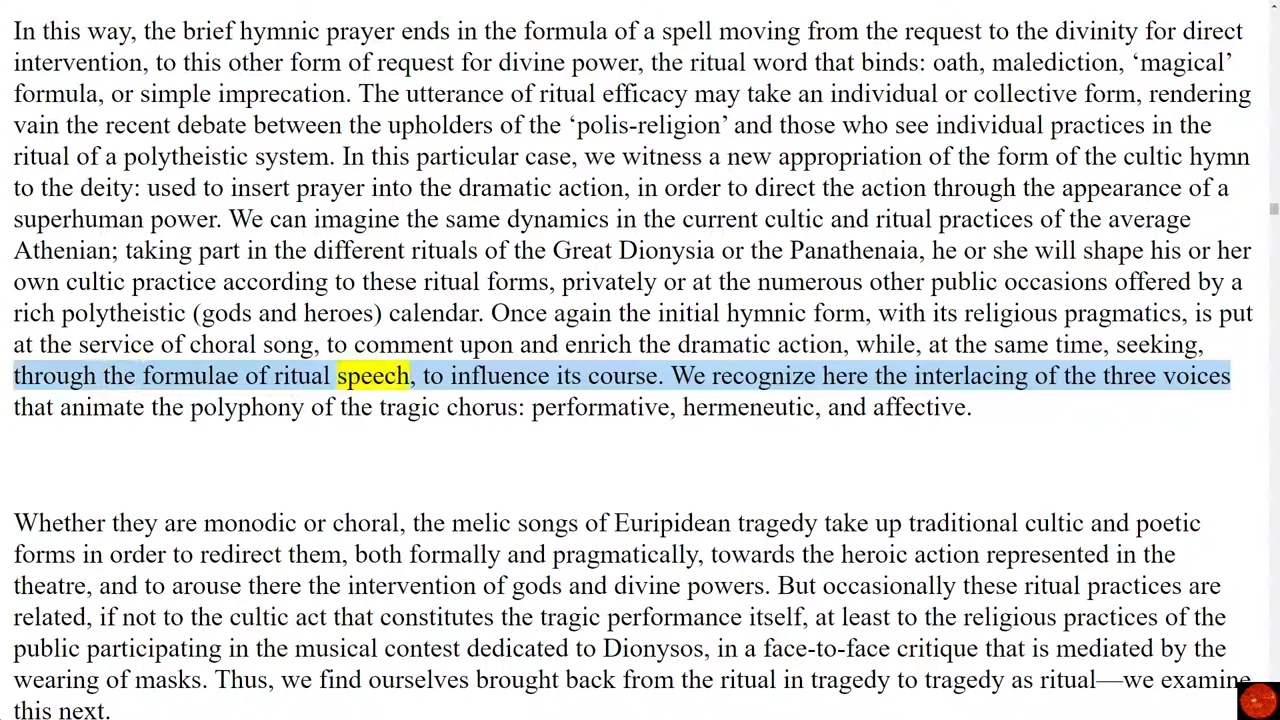 In this way, the brief hymnic prayer ends in the formula of a spell moving from the request to the divinity for direct
intervention, to this other form of request for divine power, the ritual word that binds: oath, malediction, ‘magical’
formula, or simple imprecation. The utterance of ritual efficacy may take an individual or collective form, rendering
vain the recent debate between the upholders of the ‘polis-religion’ and those who see individual practices in the
ritual of a polytheistic system. In this particular case, we witness a new appropriation of the form of the cultic hymn
to the deity: used to insert prayer into the dramatic action, in order to direct the action through the appearance of a
superhuman power. We can imagine the same dynamics in the current cultic and ritual practices of the average
Athenian; taking part in the different rituals of the Great Dionysia or the Panathenaia, he or she will shape his or her
own cultic practice according to these ritual forms, privately or at the numerous other public occasions offered by a
rich polytheistic (gods and heroes) calendar. Once again the initial hymnic form, with its religious pragmatics, is put
at the service of choral song, to comment upon and enrich the dramatic action, while, at the same time, seeking,
through the formulae of ritual speech, to influence its course. We recognize here the interlacing of the three voices
that animate the polyphony of the tragic chorus: performative, hermeneutic, and affective.
Whether they are monodic or choral, the melic songs of Euripidean tragedy take up traditional cultic and poetic
forms in order to redirect them, both formally and pragmatically, towards the heroic action represented in the
theatre, and to arouse there the intervention of gods and divine powers. But occasionally these ritual practices are
related, if not to the cultic act that constitutes the tragic performance itself, at least to the religious practices of the
public participating in the musical contest dedicated to Dionysos, in a face-to-face critique that is mediated by the
wearing of masks. Thus, we find ourselves brought back from the ritual in tragedy to tragedy as ritual—we examine
this next.